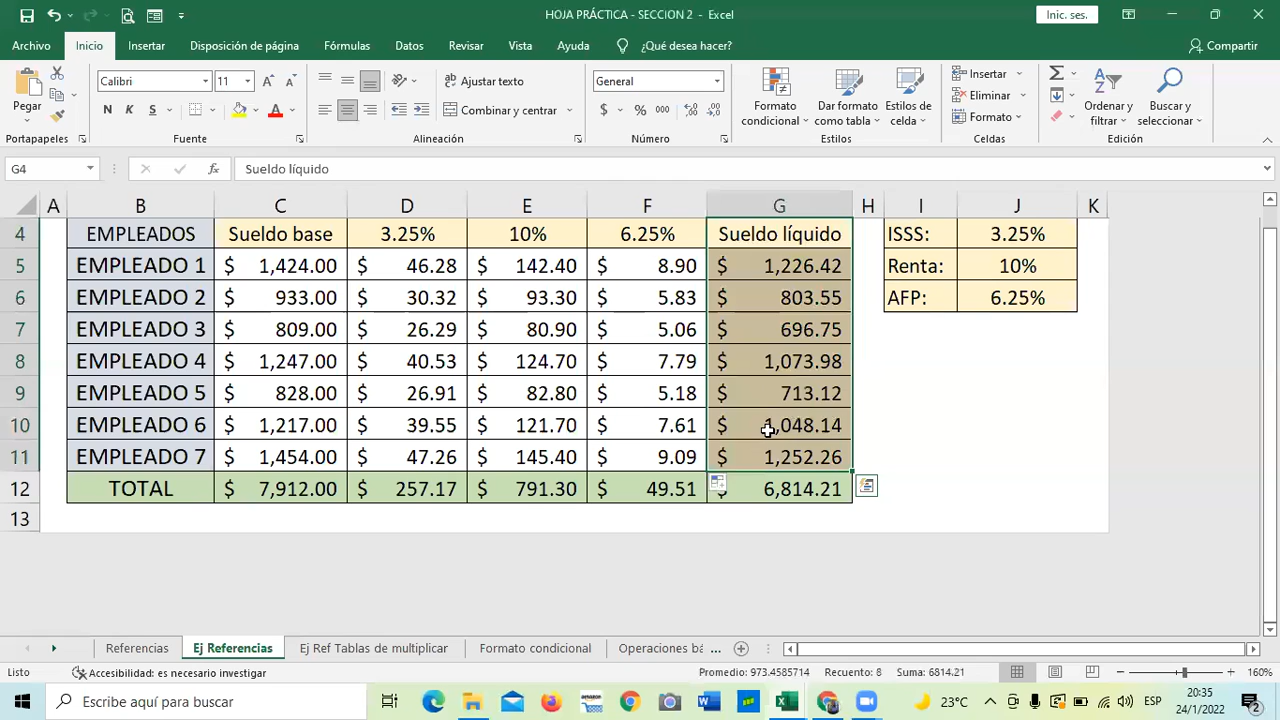 HOJA PRÁCTICA - SECCION 2 - Excel
Inic. ses.
Archivo Inicio Insertar Disposición de página Fórmulas Datos Revisar Vista Ayuda ¿Qué desea hacer? Compartir
Calibri 11 A A Ajustar texto General Insertar
Pegar N K S A Combinar y centrar $ % 000 Formato condicional Dar formato como tabla Estilos de celda Eliminar Formato Ordenar y filtrar Buscar y seleccionar
Portapapeles Fuente Alineación Número Estilos Celdas Edición
G4 fx Sueldo líquido
A B C D E F G H I J K
4 EMPLEADOS Sueldo base 3.25% 10% 6.25% Sueldo líquido ISSS: 3.25%
5 EMPLEADO 1 $ 1,424.00 $ 46.28 $ 142.40 $ 8.90 $ 1,226.42 Renta: 10%
6 EMPLEADO 2 $ 933.00 $ 30.32 $ 93.30 $ 5.83 $ 803.55 AFP: 6.25%
7 EMPLEADO 3 $ 809.00 $ 26.29 $ 80.90 $ 5.06 $ 696.75
8 EMPLEADO 4 $ 1,247.00 $ 40.53 $ 124.70 $ 7.79 $ 1,073.98
9 EMPLEADO 5 $ 828.00 $ 26.91 $ 82.80 $ 5.18 $ 713.12
10 EMPLEADO 6 $ 1,217.00 $ 39.55 $ 121.70 $ 7.61 $ 1,048.14
11 EMPLEADO 7 $ 1,454.00 $ 47.26 $ 145.40 $ 9.09 $ 1,252.26
12 TOTAL $ 7,912.00 $ 257.17 $ 791.30 $ 49.51 6,814.21
13
Referencias Ej Referencias Ej Ref Tablas de multiplicar Formato condicional Operaciones bá ...
Listo Accesibilidad: es necesario investigar Promedio: 973.4585714 Recuento: 8 Suma: 6814.21 160%
Escribe aquí para buscar amazon 23°C ESP 20:35
24/1/2022 2